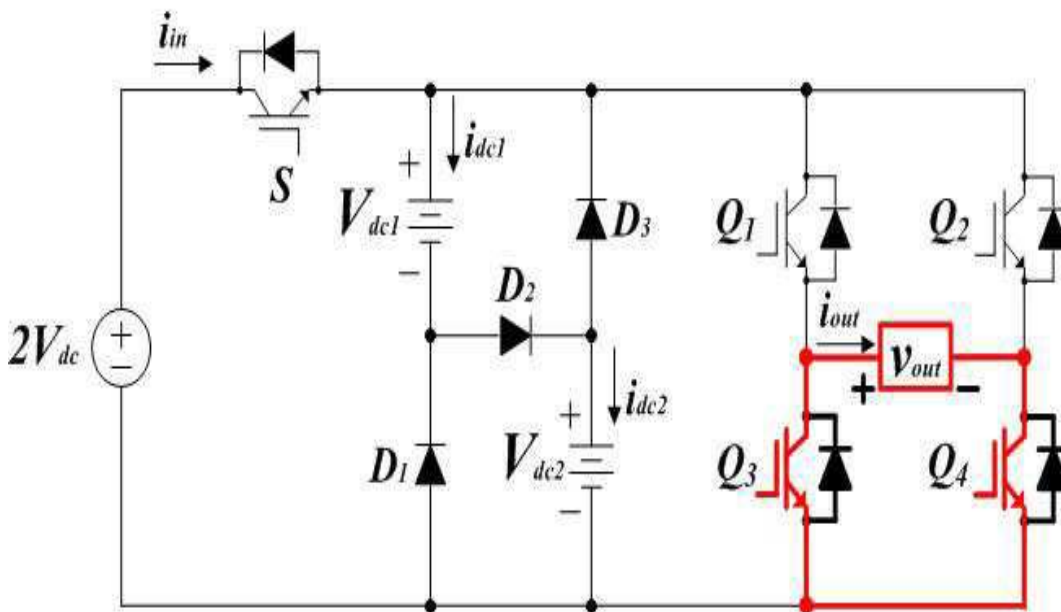 i_in
S
i_dc1
+
V_dc1
−
D_3
Q_1
Q_2
D_2
i_out
2V_dc
+
−
v_out
+
−
i_dc2
+
D_1
V_dc2
−
Q_3
Q_4